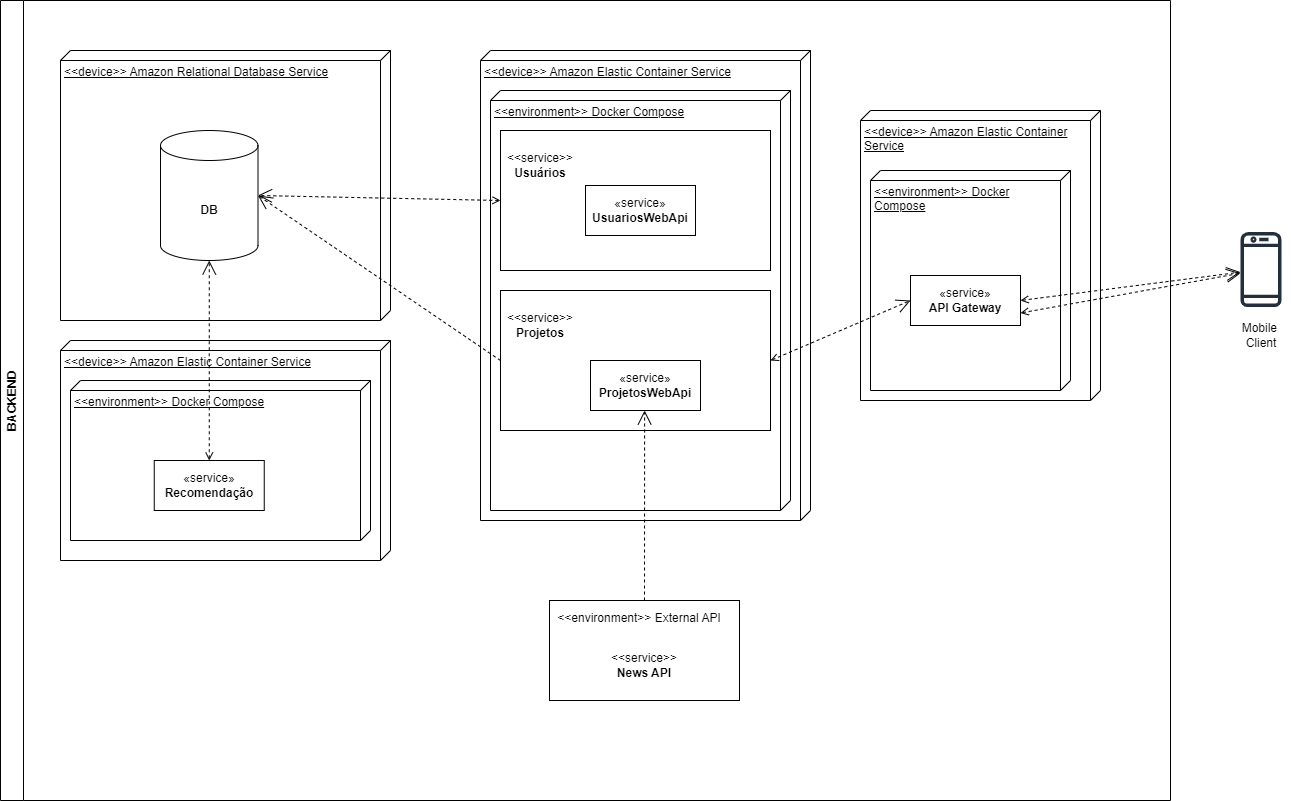 BACKEND
<<device>> Amazon Relational Database Service
DB
<<device>> Amazon Elastic Container Service
<<environment>> Docker Compose
«service»
Recomendação
<<device>> Amazon Elastic Container Service
<<environment>> Docker Compose
<<service>>
Usuários
«service»
UsuariosWebApi
<<service>>
Projetos
«service»
ProjetosWebApi
<<environment>> External API
<<service>>
News API
<<device>> Amazon Elastic Container
Service
<<environment>> Docker
Compose
«service»
API Gateway
Mobile
Client